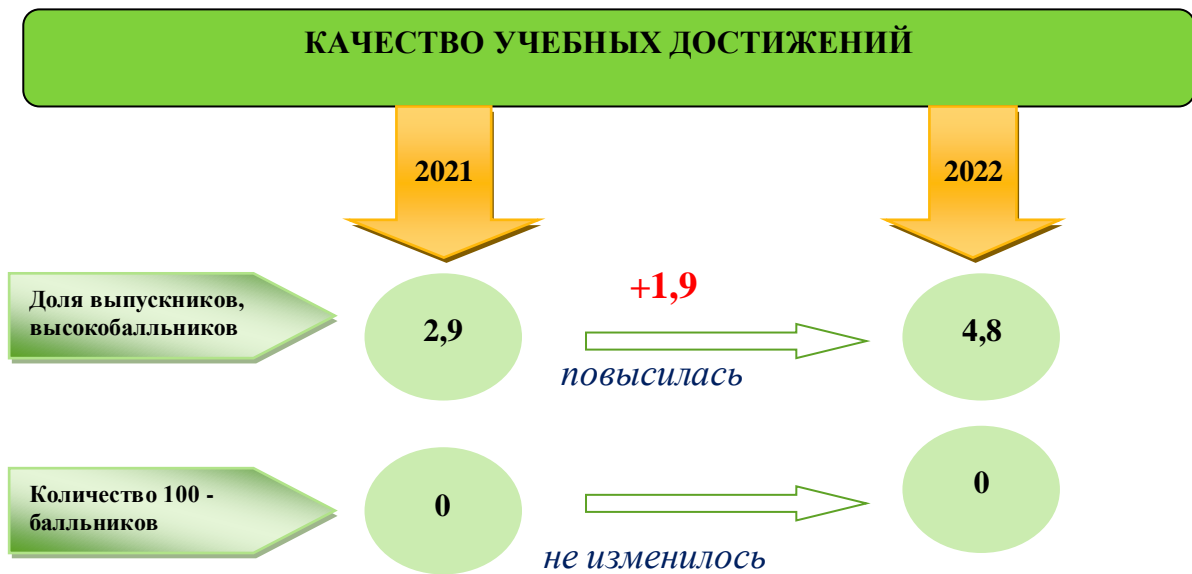 КАЧЕСТВО УЧЕБНЫХ ДОСТИЖЕНИЙ
2021
2022
Доля выпускников,
высокобалльников
2,9
+1,9
повысилась
4,8
Количество 100 -
балльников
0
не изменилось
0